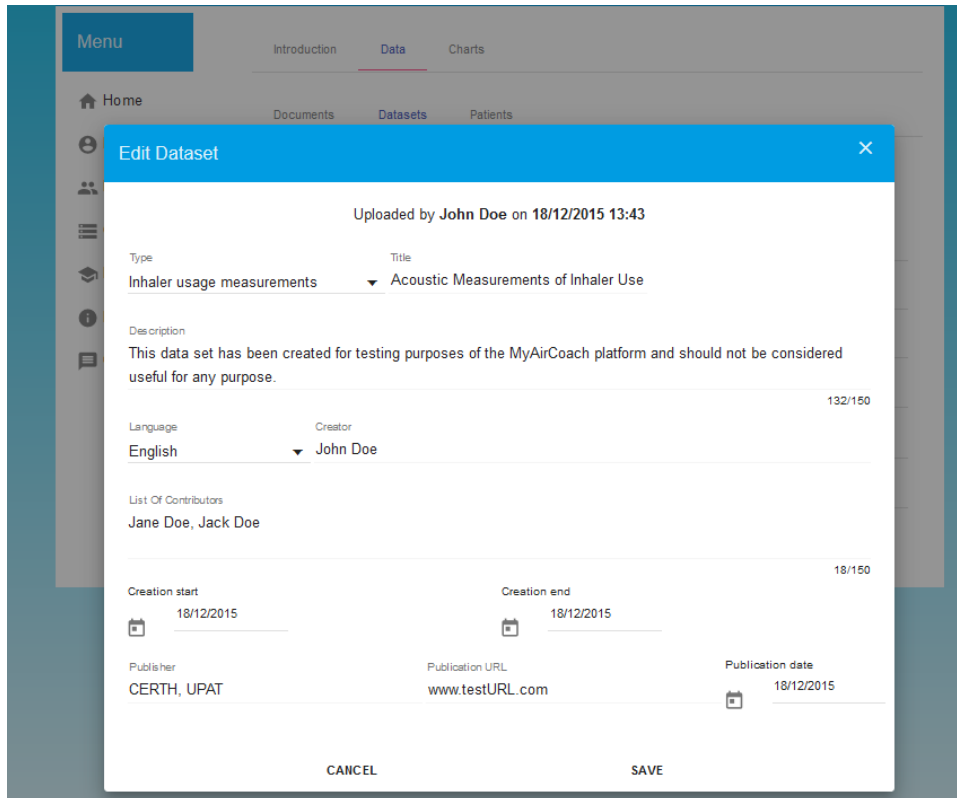 Menu
Introduction Data Charts
Home
Documents Datasets Patients
Edit Dataset
Uploaded by John Doe on 18/12/2015 13:43
Type Title
Inhaler usage measurements Acoustic Measurements of Inhaler Use
Description
This data set has been created for testing purposes of the MyAirCoach platform and should not be considered
useful for any purpose.
132/150
Language Creator
English John Doe
List Of Contributors
Jane Doe, Jack Doe
18/150
Creation start Creation end
18/12/2015 18/12/2015
Publisher Publication URL Publication date
CERTH, UPAT www.testURL.com 18/12/2015
CANCEL SAVE